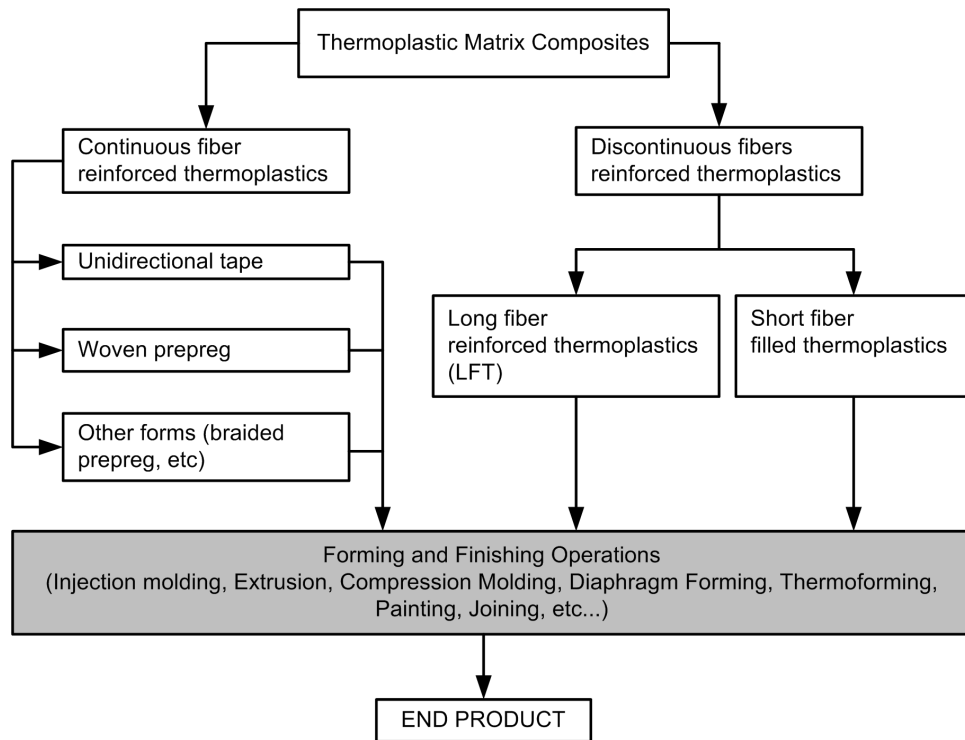 Thermoplastic Matrix Composites
Continuous fiber
reinforced thermoplastics
Discontinuous fibers
reinforced thermoplastics
Unidirectional tape
Woven prepreg
Other forms (braided
prepreg, etc)
Long fiber
reinforced thermoplastics
(LFT)
Short fiber
filled thermoplastics
Forming and Finishing Operations
(Injection molding, Extrusion, Compression Molding, Diaphragm Forming, Thermoforming,
Painting, Joining, etc...)
END PRODUCT